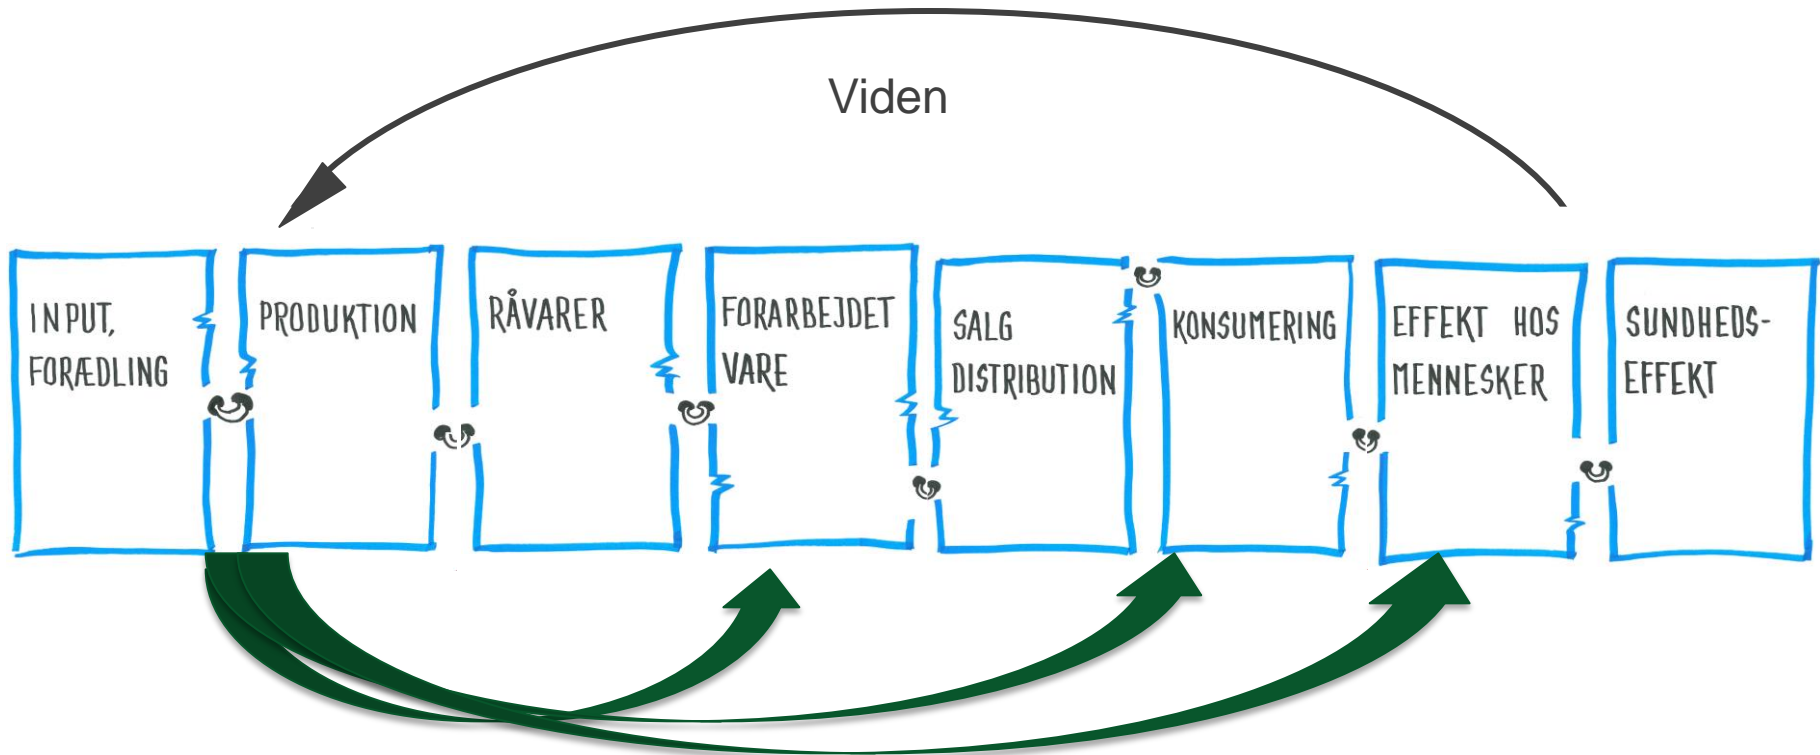 Viden
INPUT,
FORÆDLING
PRODUKTION
RÅVARER
FORARBEJDET
VARE
SALG
DISTRIBUTION
KONSUMERING
EFFEKT HOS
MENNESKER
SUNDHEDS-
EFFEKT